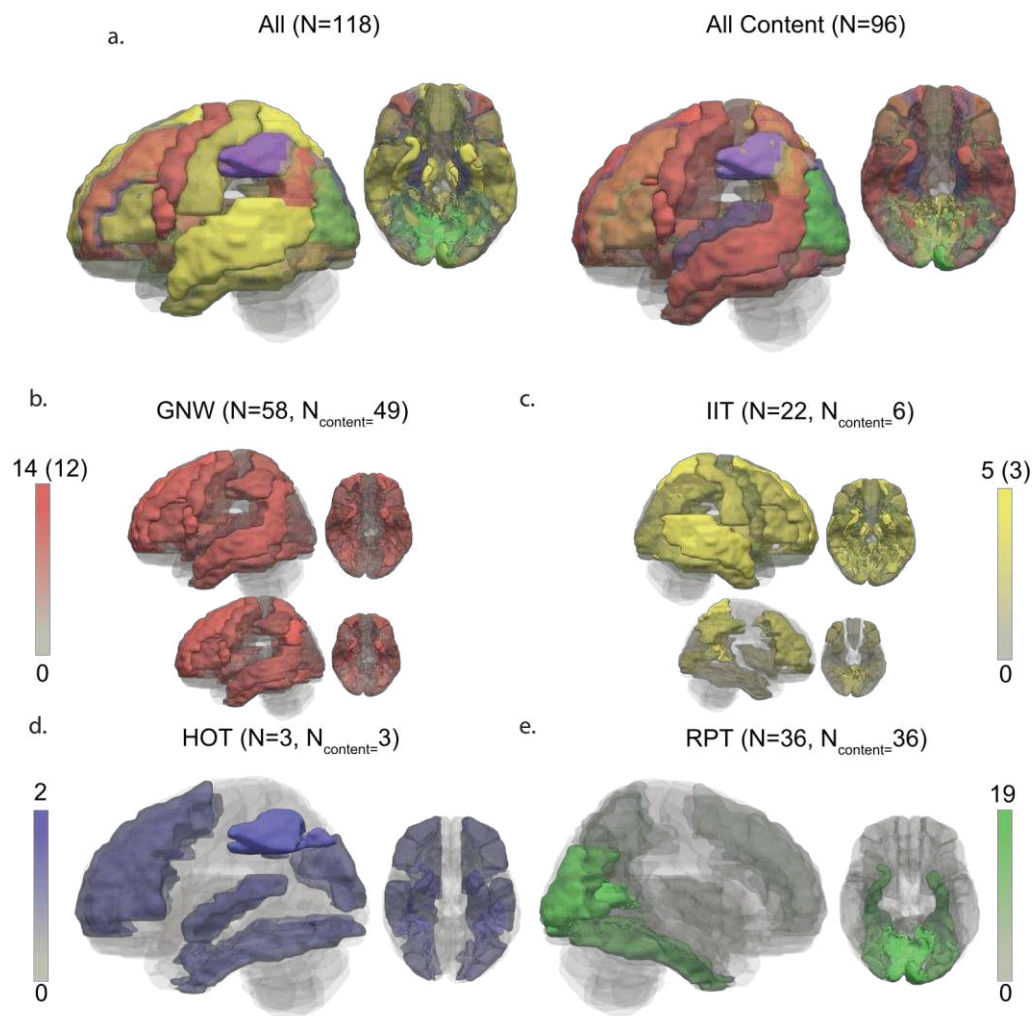 a.
All (N=118)
All Content (N=96)
b.
GNW (N=58, Ncontent=49)
14 (12)
0
c.
IIT (N=22, Ncontent=6)
5 (3)
0
d.
HOT (N=3, Ncontent=3)
2
0
e.
RPT (N=36, Ncontent=36)
19
0